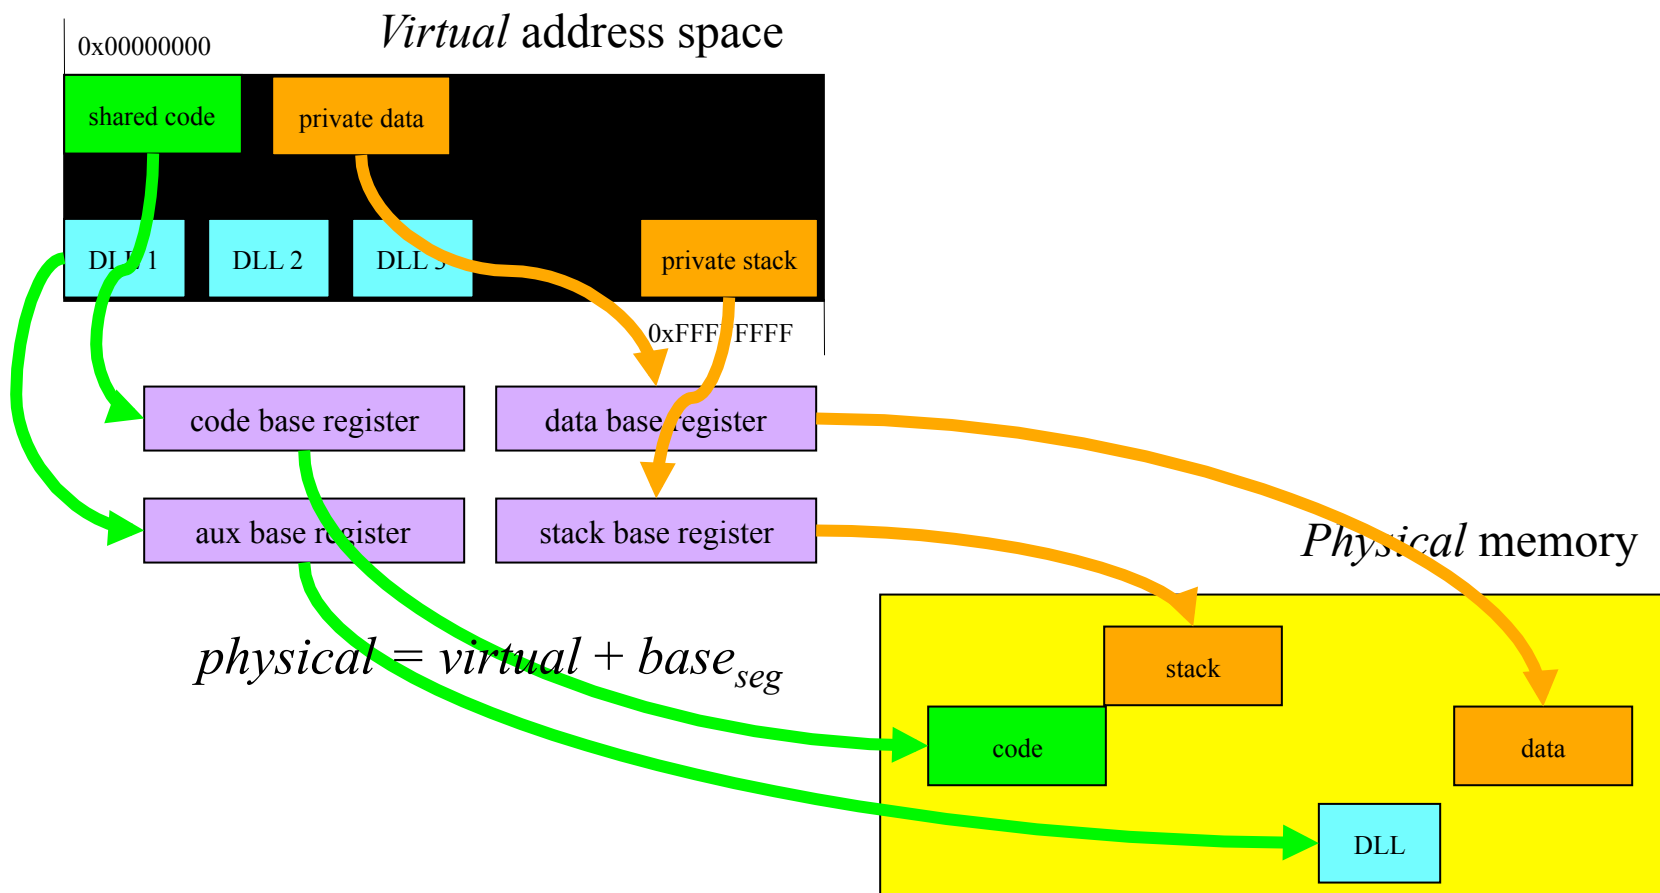 Virtual address space
0x00000000
shared code
private data
DLL 1
DLL 2
DLL 3
private stack
0xFFFFFFFF
code base register
data base register
aux base register
stack base register
Physical memory
physical = virtual + base_seg
stack
code
data
DLL